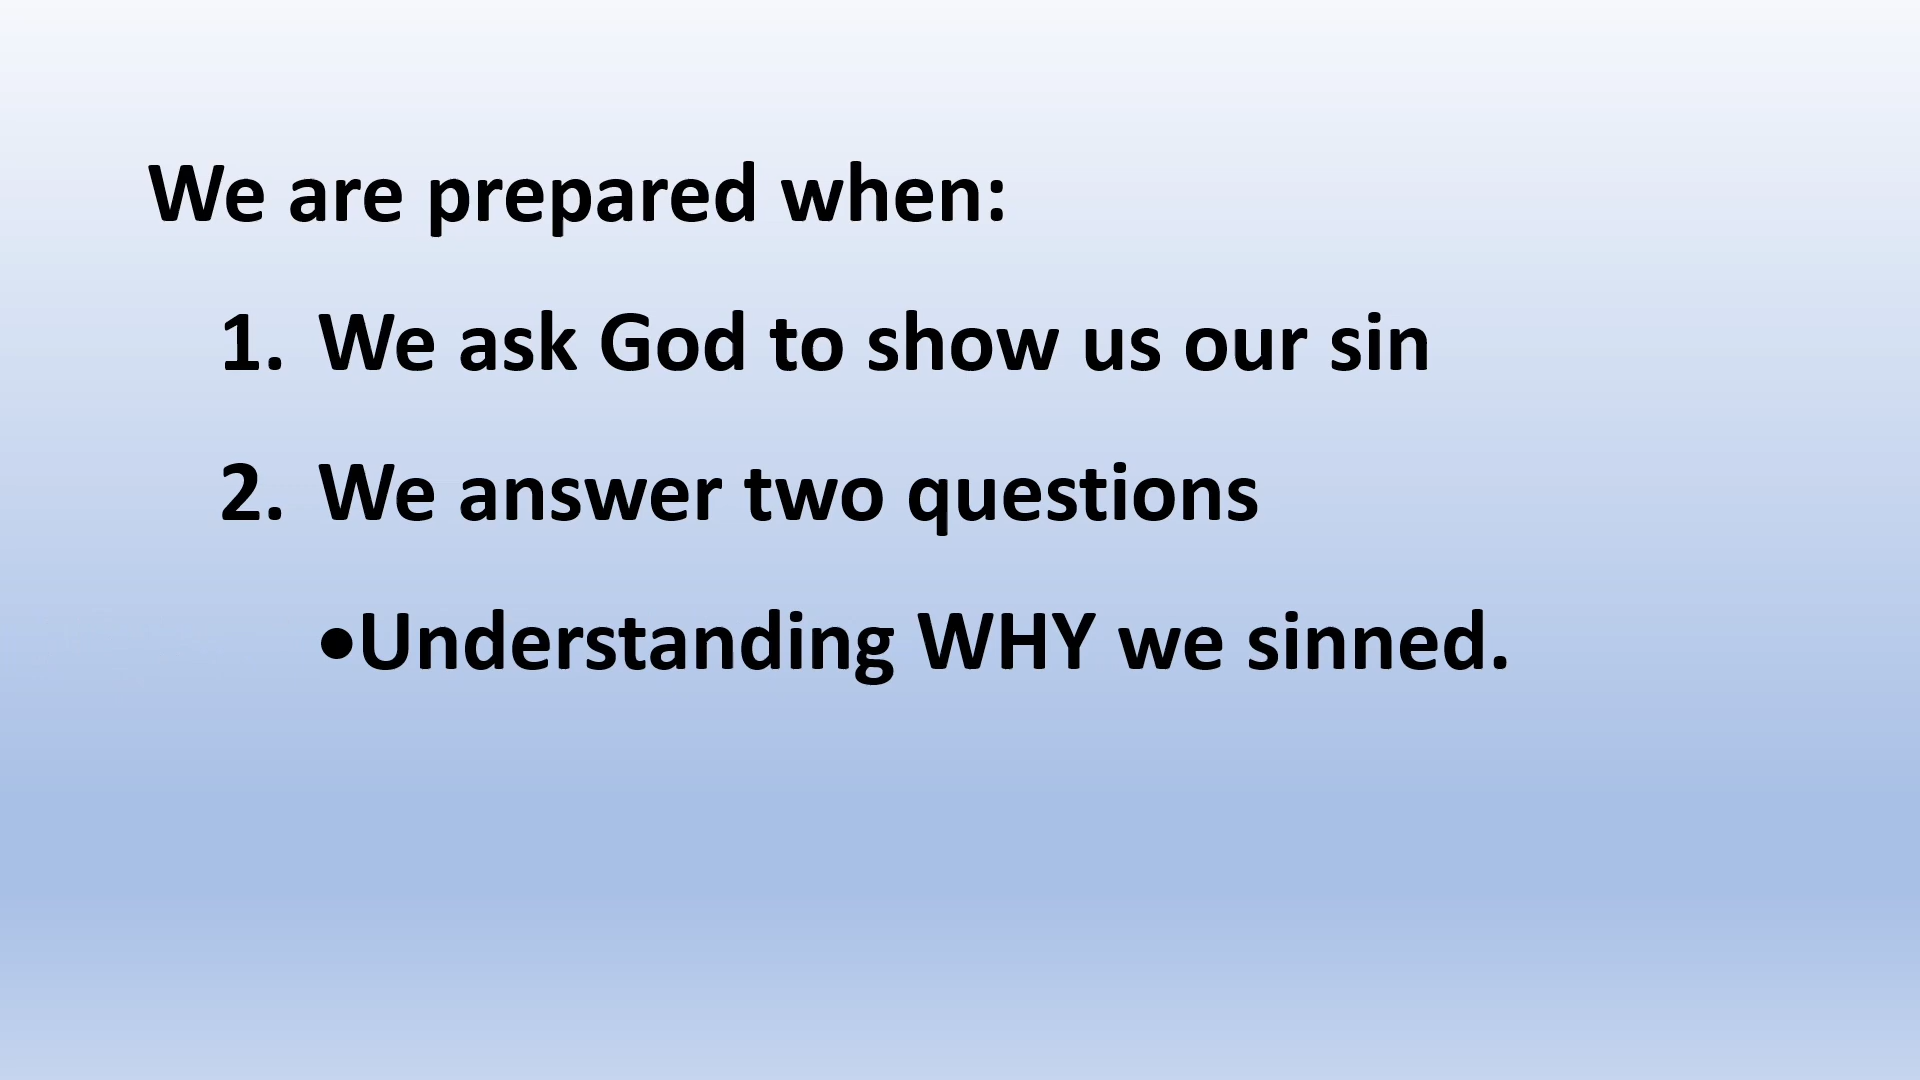 We are prepared when:
1. We ask God to show us our sin
2. We answer two questions
•Understanding WHY we sinned.